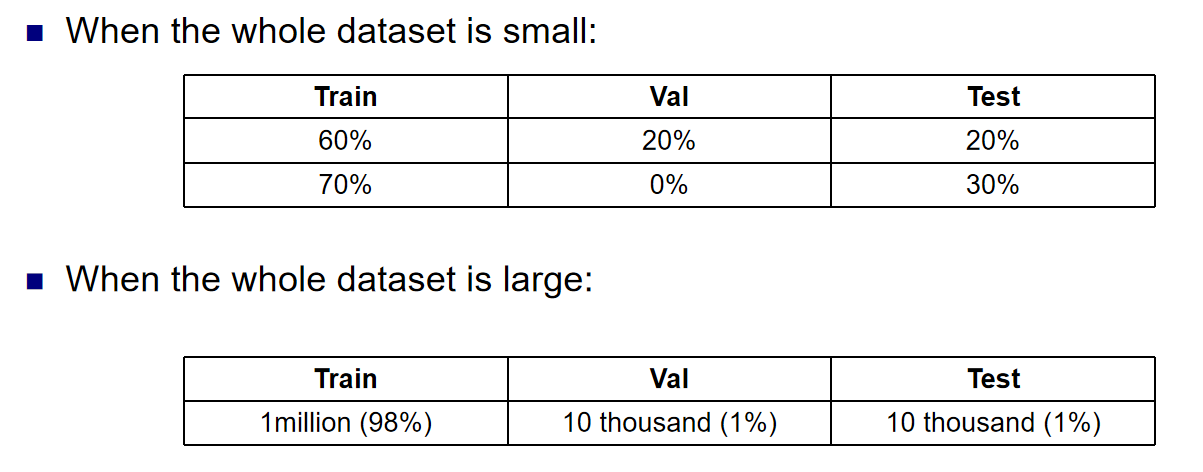 When the whole dataset is small:
Train Val Test
60% 20% 20%
70% 0% 30%
When the whole dataset is large:
Train Val Test
1million (98%) 10 thousand (1%) 10 thousand (1%)